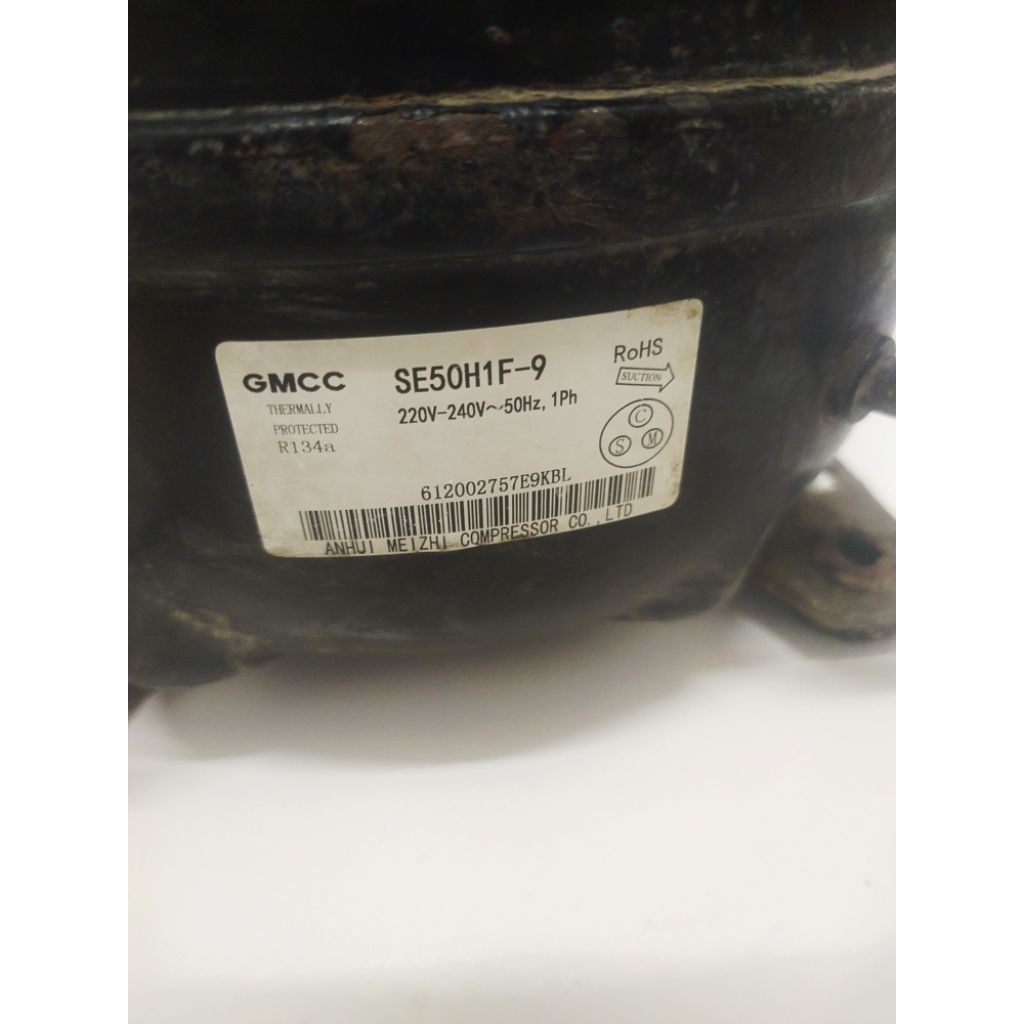 GMCC
SE50H1F-9
RoHS
SUCTION
THERMALLY
PROTECTED
R134a
220V-240V~50Hz, 1Ph
C
S M
612002757E9KBL
ANHUI MEIZHI COMPRESSOR CO.,LTD